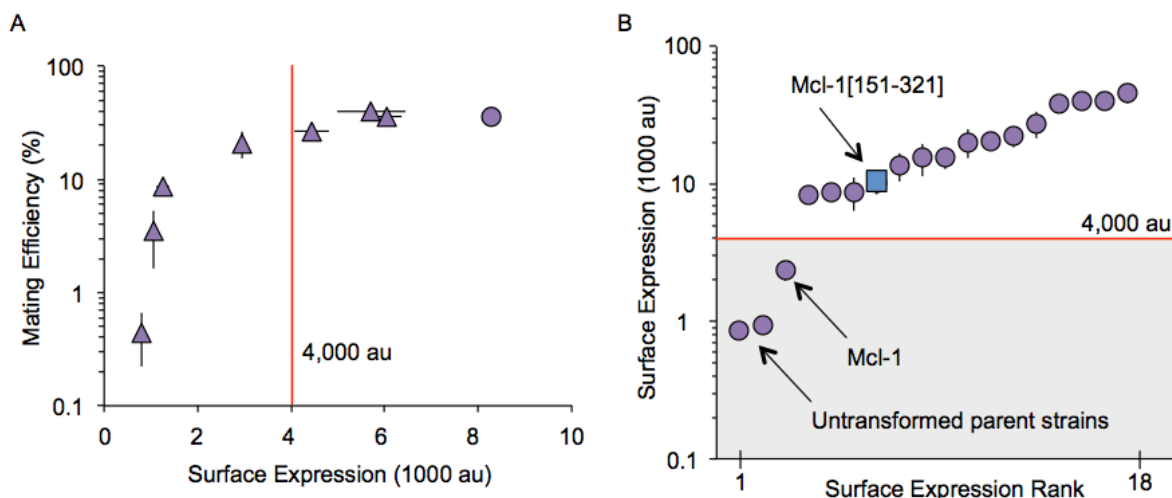 A
Mating Efficiency (%)
100
10
1
0.1
4,000 au
0 2 4 6 8 10
Surface Expression (1000 au)
B
Surface Expression (1000 au)
100
10
1
0.1
Mcl-1[151-321]
4,000 au
Mcl-1
Untransformed parent strains
1 18
Surface Expression Rank